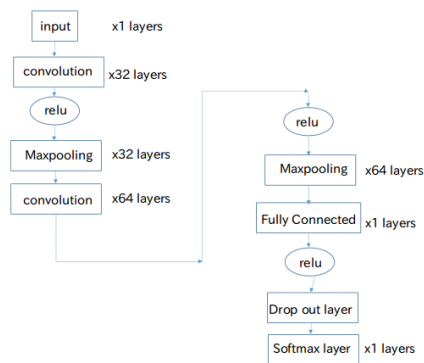 input x1 layers
convolution x32 layers
relu
Maxpooling x32 layers
convolution x64 layers
relu
Maxpooling x64 layers
Fully Connected x1 layers
relu
Drop out layer
Softmax layer x1 layers